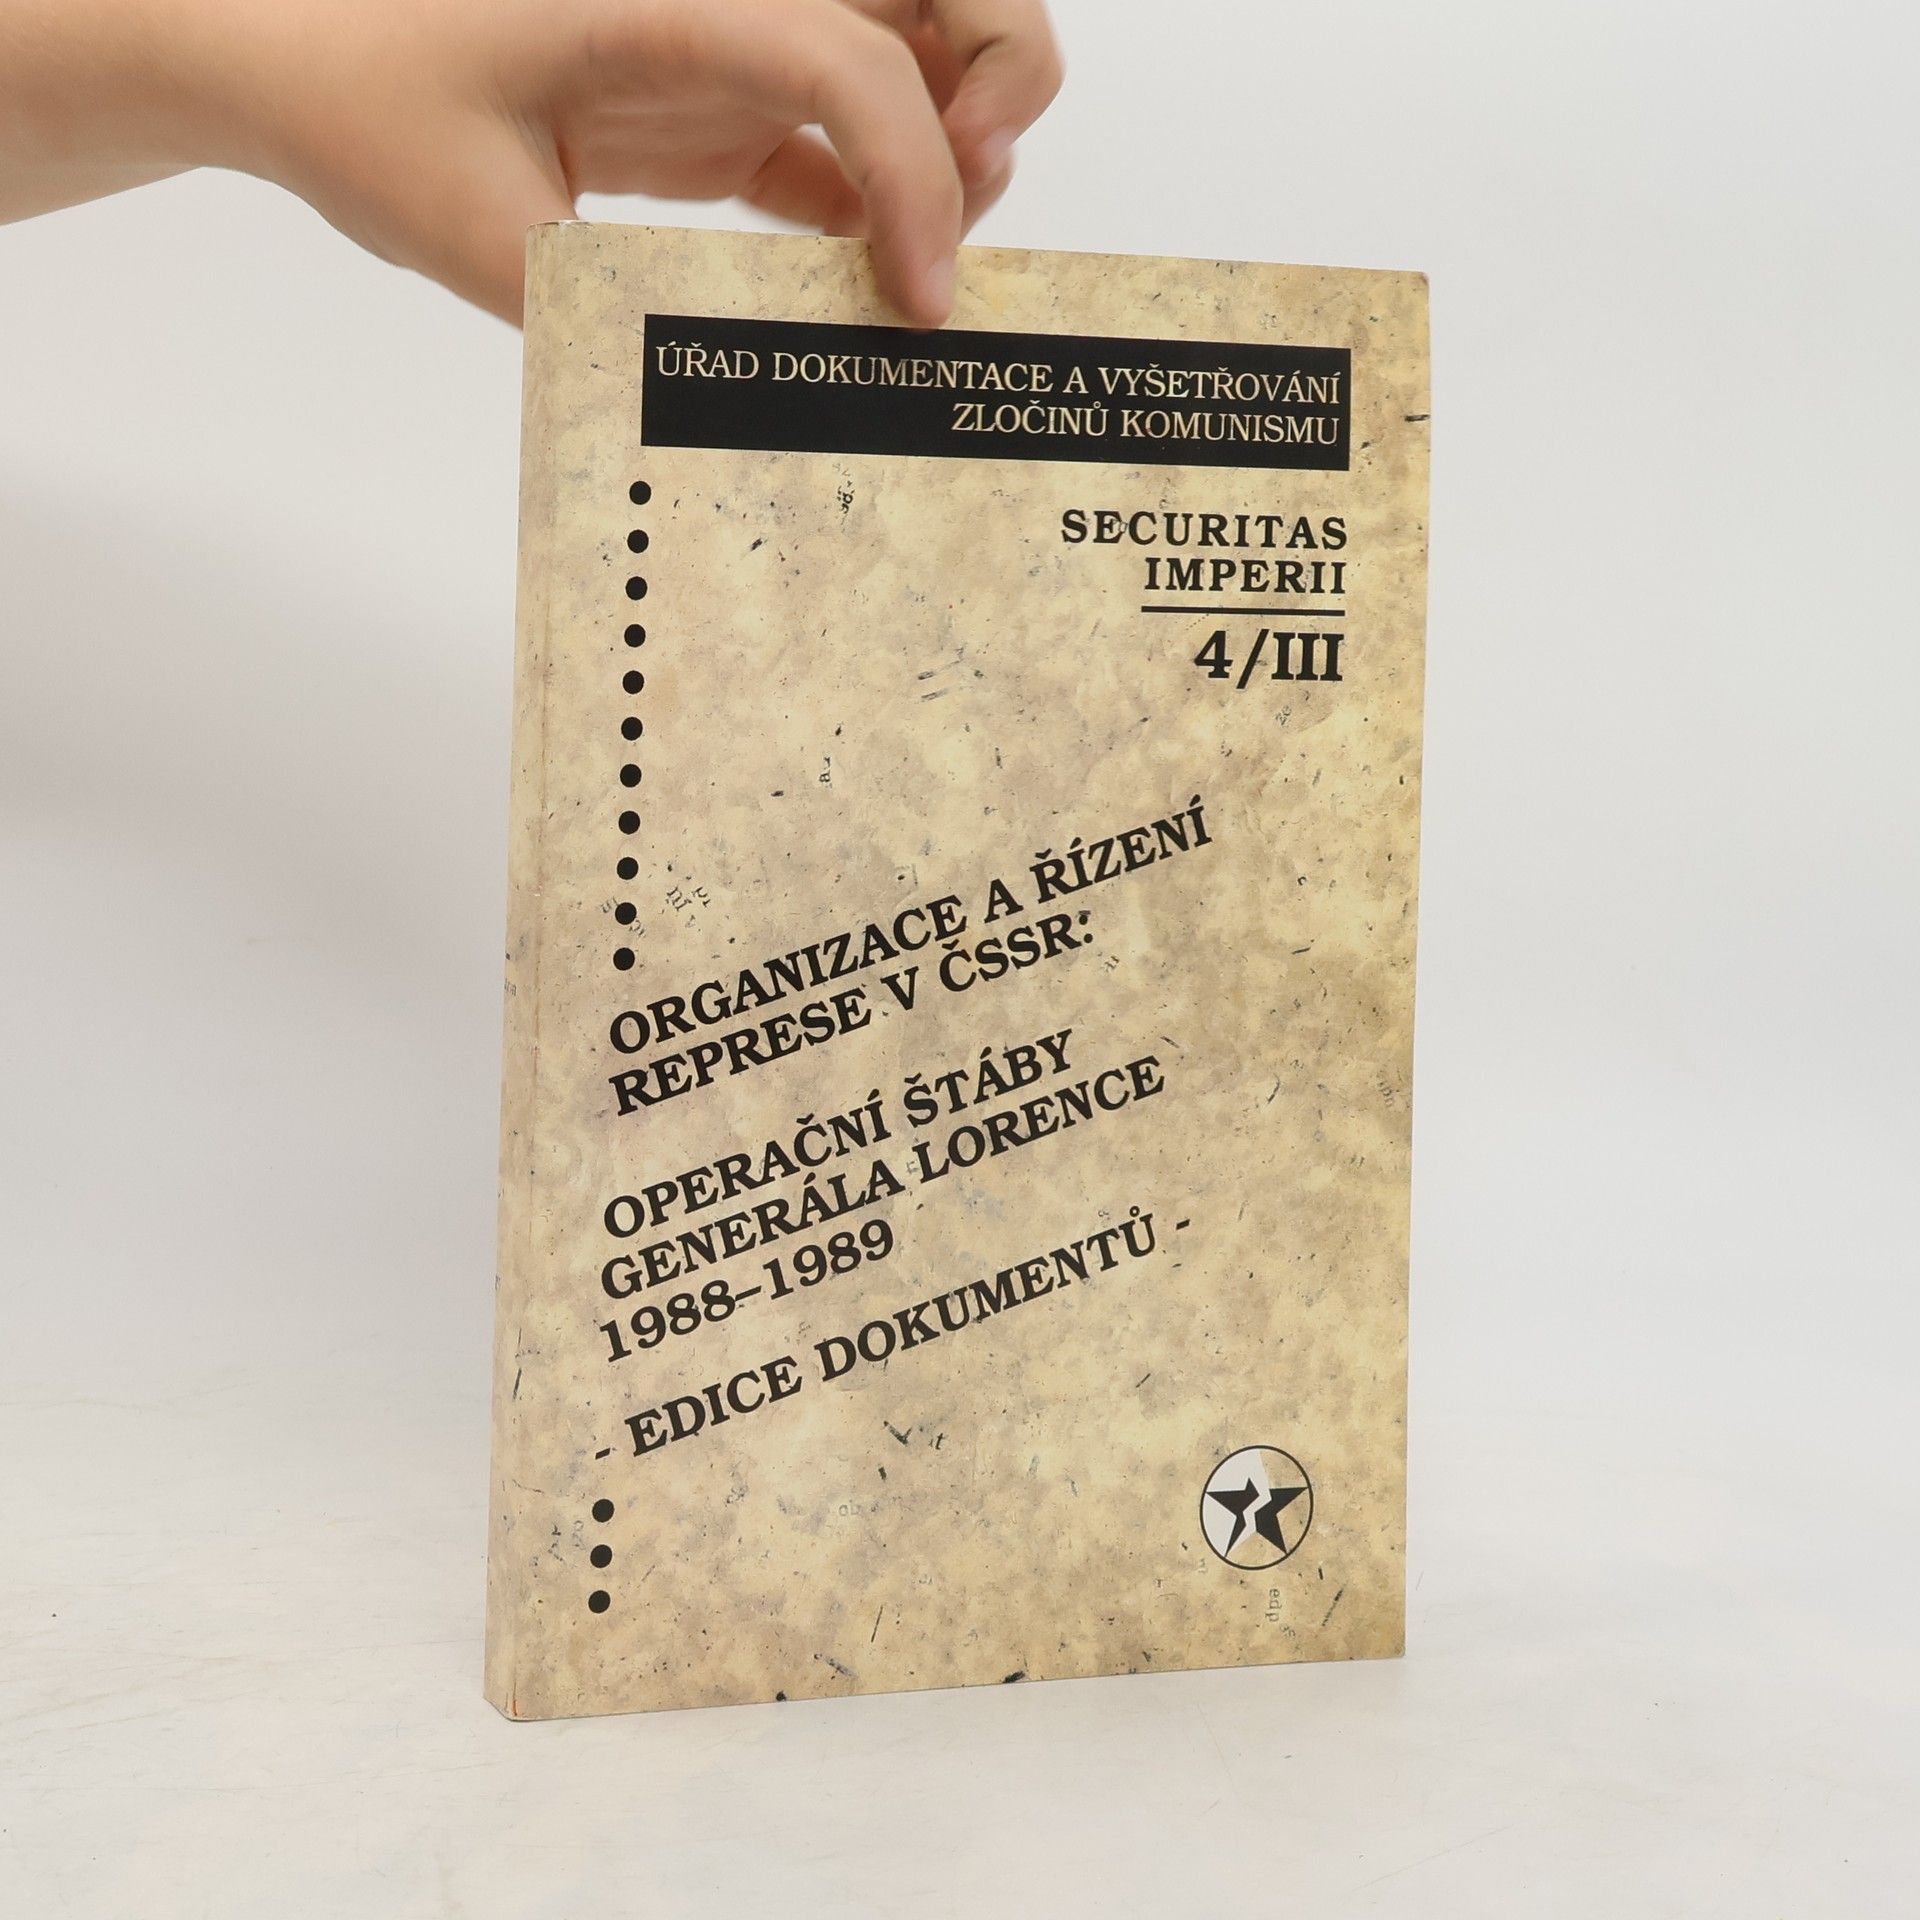 ÚŘAD DOKUMENTACE A VYŠETŘOVÁNÍ
ZLOČINŮ KOMUNISMU
SECURITAS
IMPERII
4/III
ORGANIZACE A ŘÍZENÍ
REPRESE V ČSSR:
OPERAČNÍ ŠTÁBY
GENERÁLA LORENCE
1988–1989
- EDICE DOKUMENTŮ -